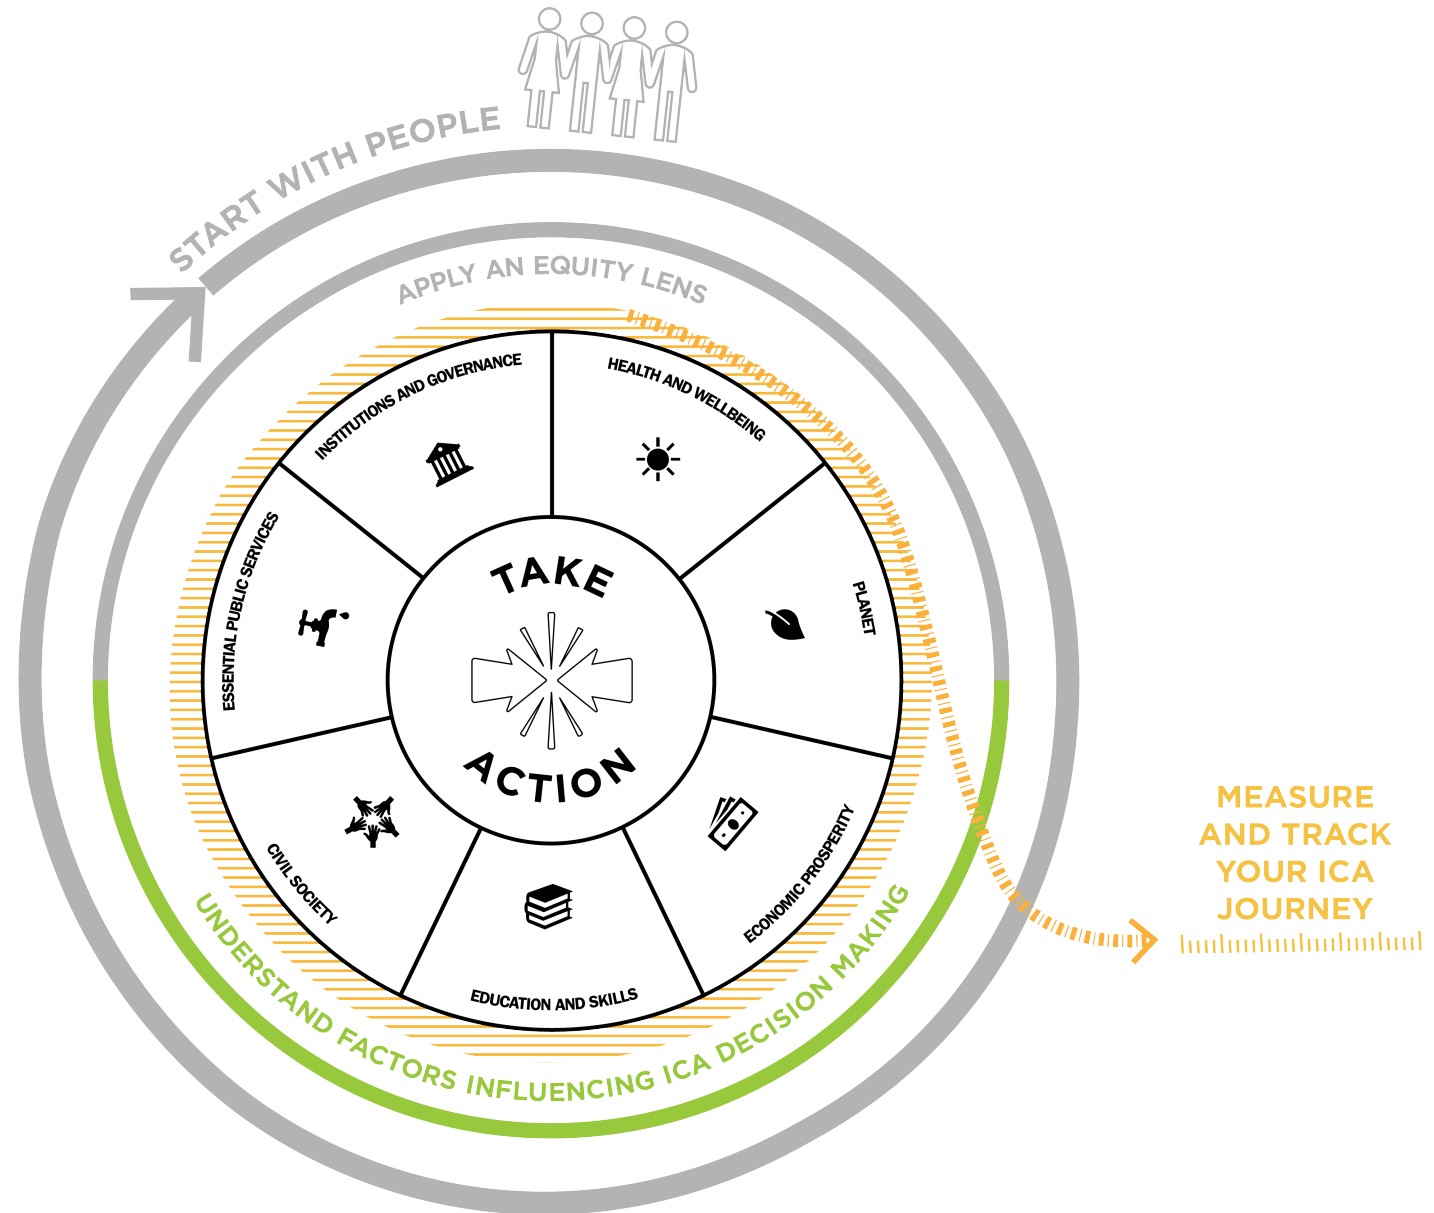 START WITH PEOPLE
APPLY AN EQUITY LENS
INSTITUTIONS AND GOVERNANCE
HEALTH AND WELLBEING
ESSENTIAL PUBLIC SERVICES
PLANET
TAKE
ACTION
CIVIL SOCIETY
ECONOMIC PROSPERITY
EDUCATION AND SKILLS
UNDERSTAND FACTORS INFLUENCING ICA DECISION MAKING
MEASURE
AND TRACK
YOUR ICA
JOURNEY